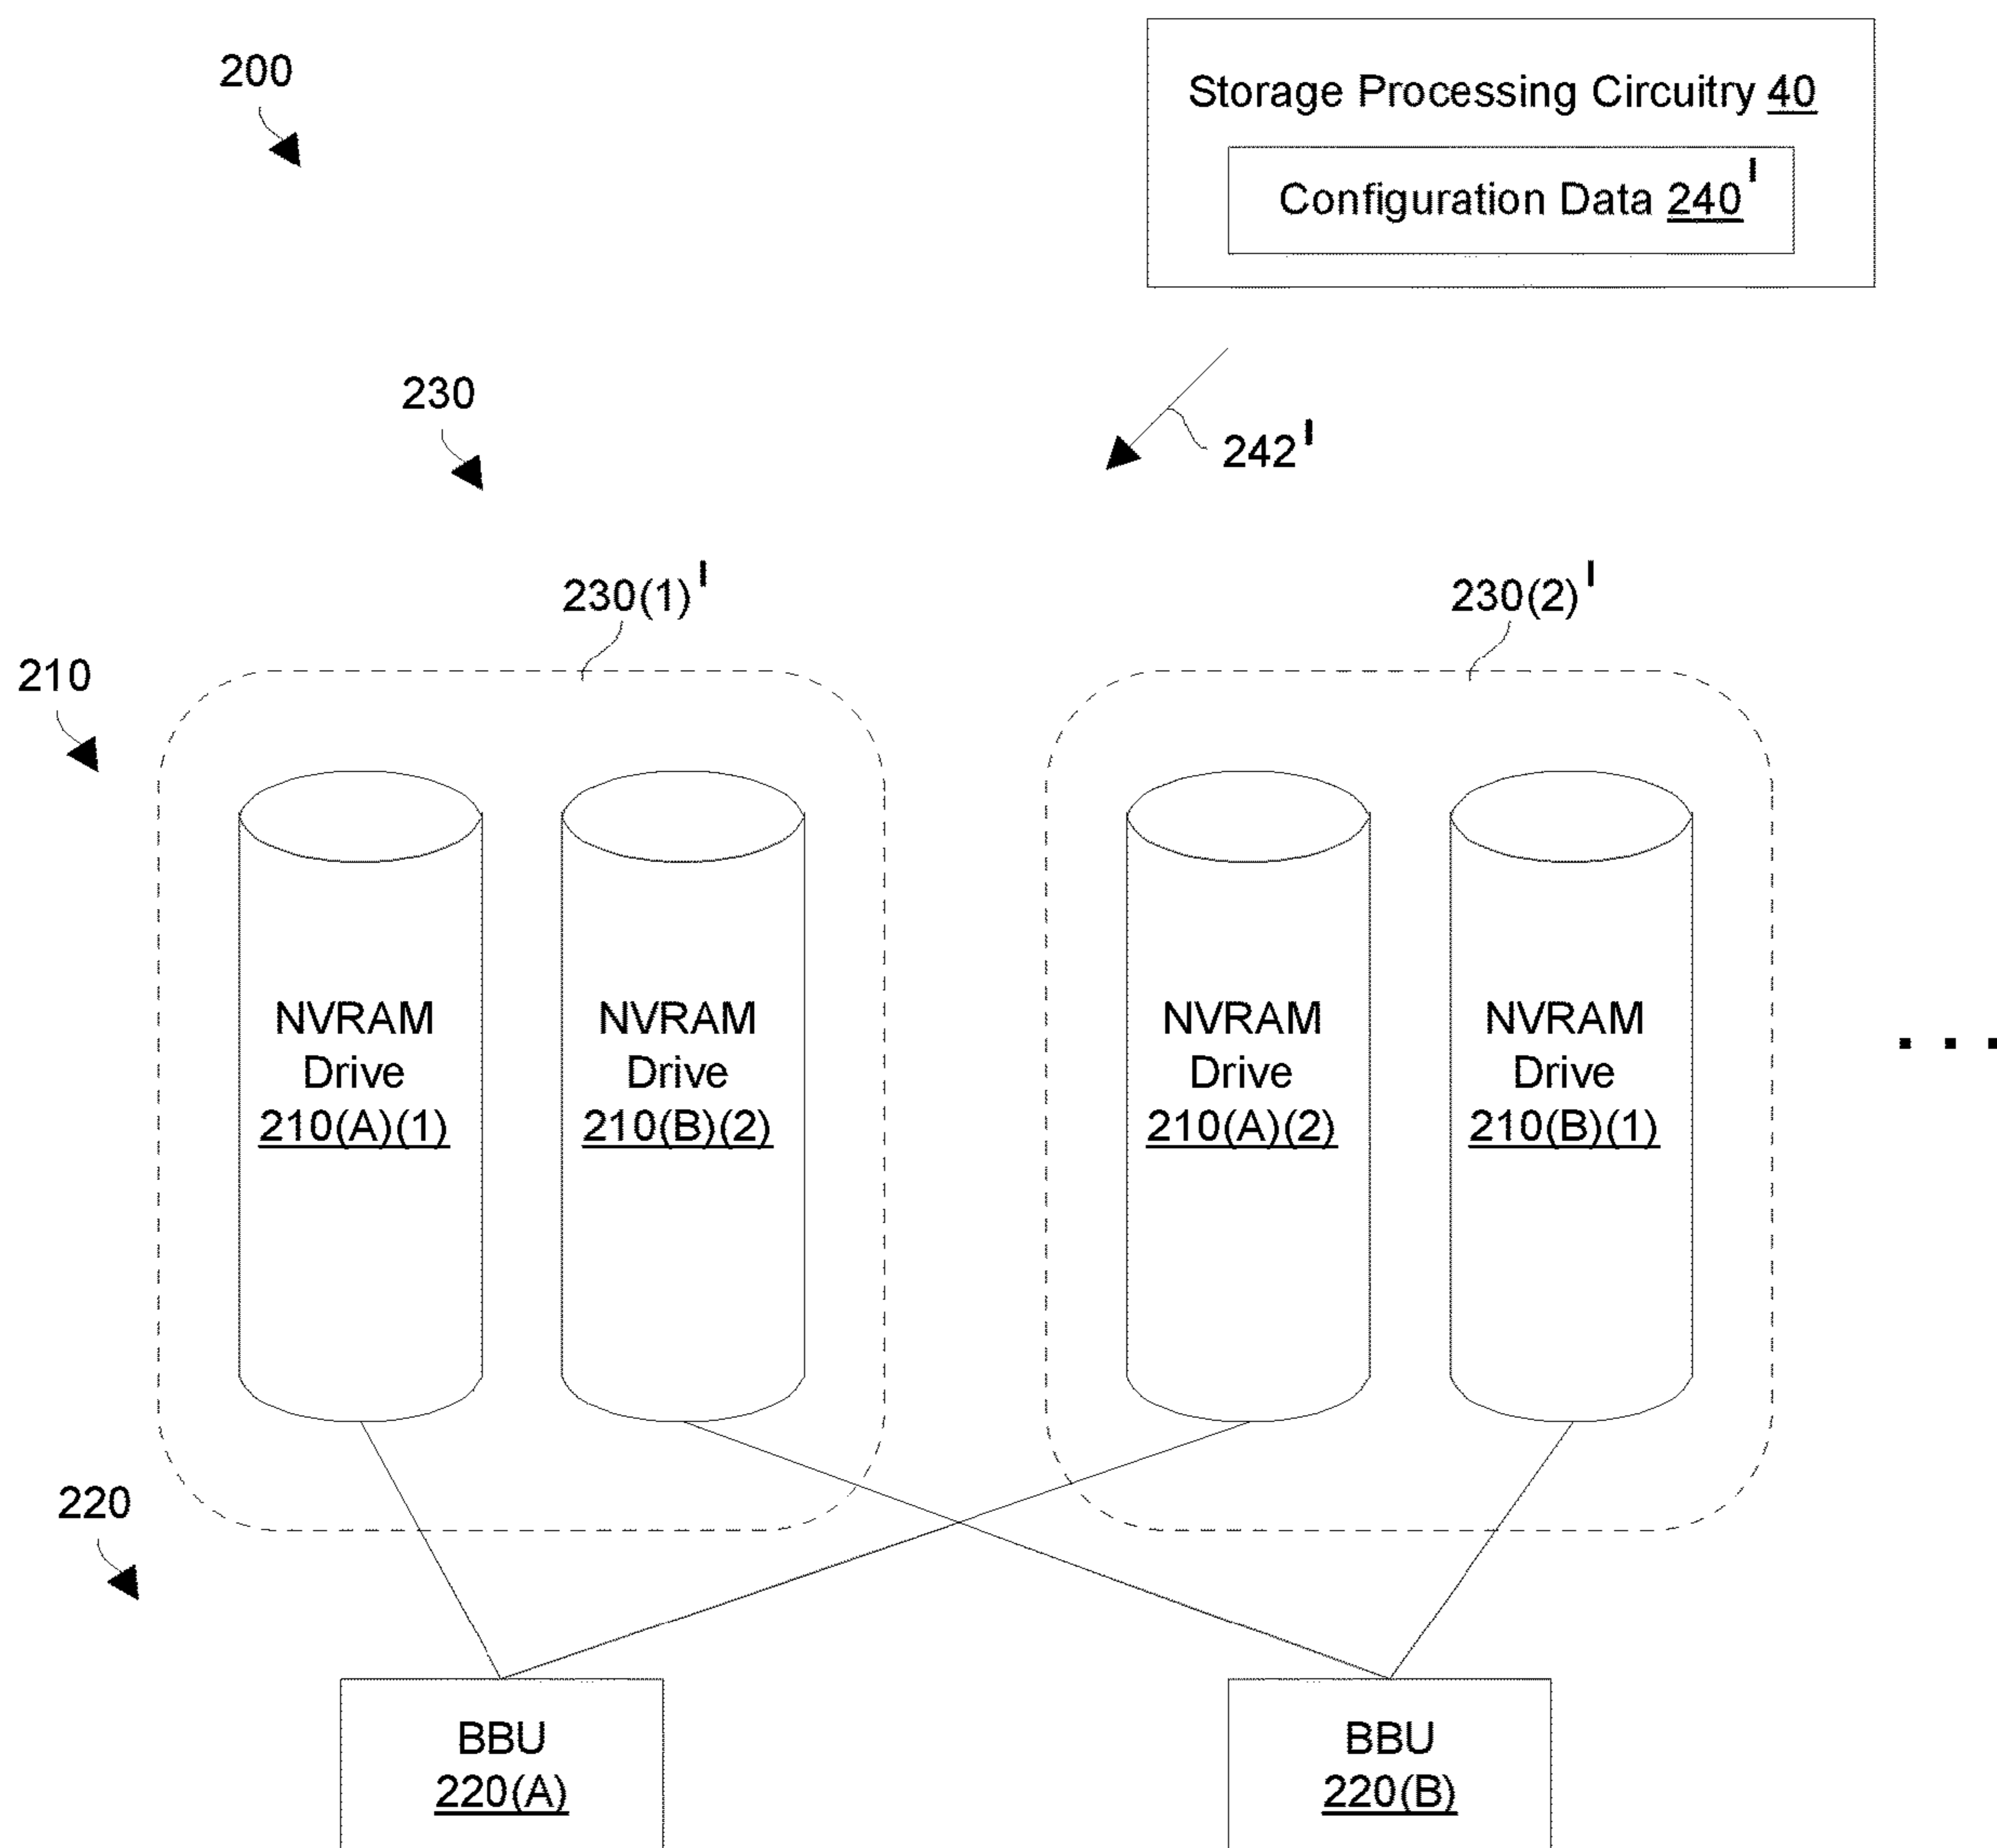 200
Storage Processing Circuitry 40
Configuration Data 240'
230
242'
230(1)'
230(2)'
210
NVRAM
Drive
210(A)(1)
NVRAM
Drive
210(B)(2)
NVRAM
Drive
210(A)(2)
NVRAM
Drive
210(B)(1)
. . .
220
BBU
220(A)
BBU
220(B)